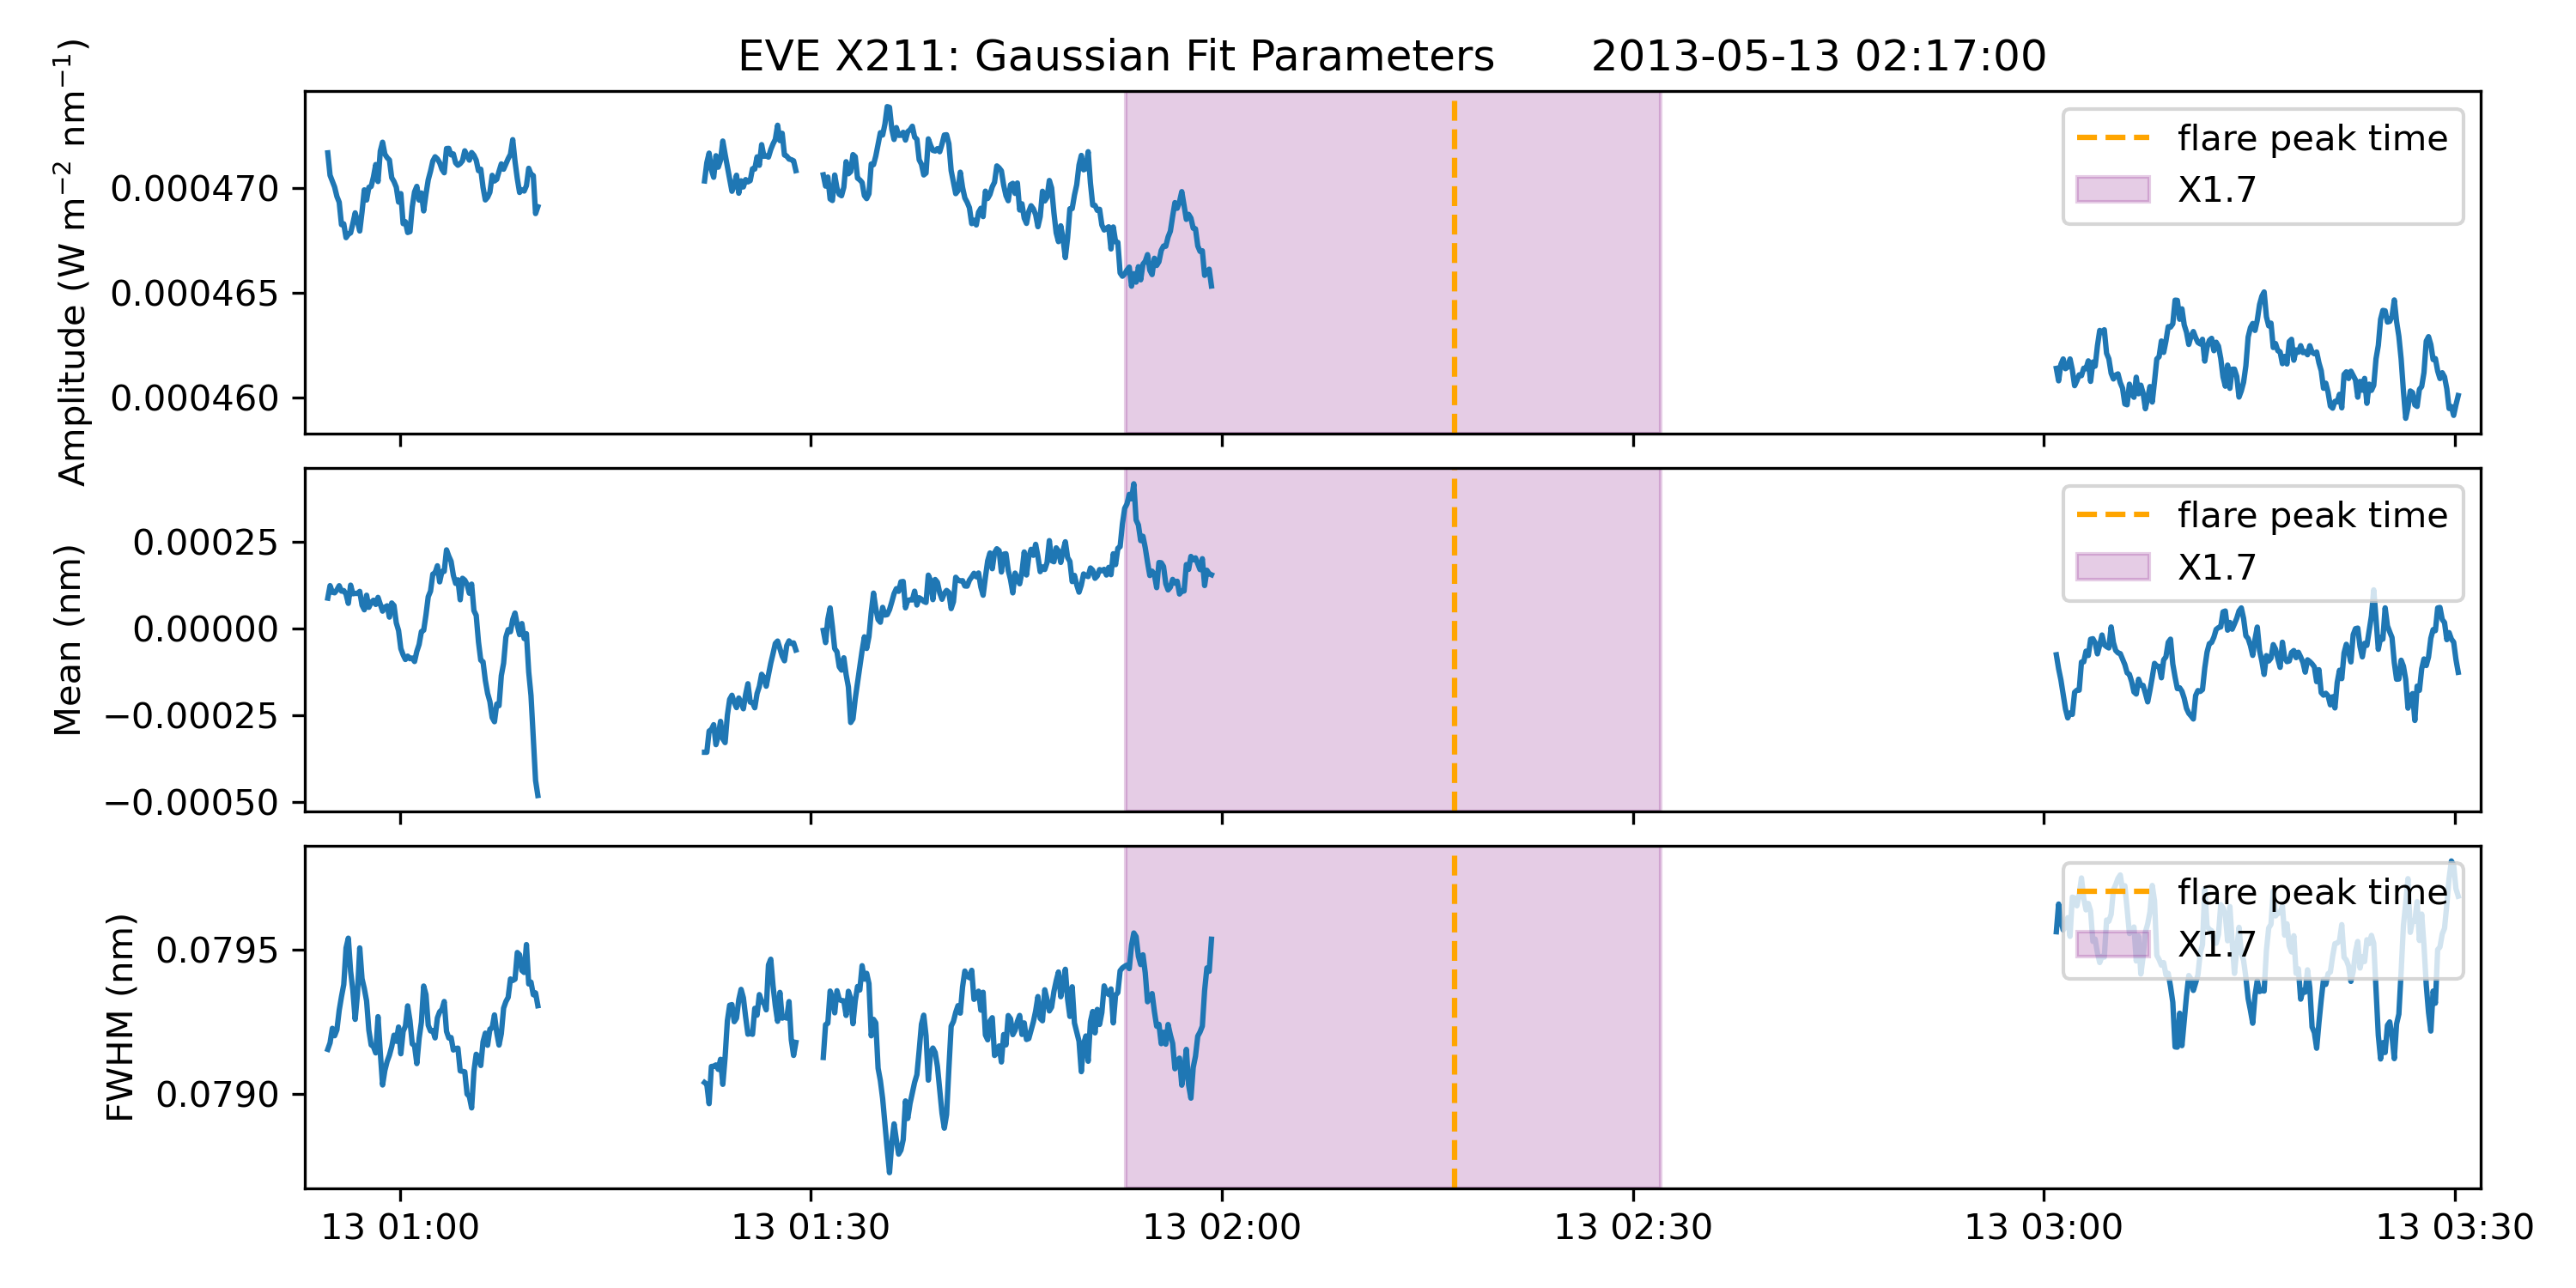 EVE X211: Gaussian Fit Parameters 2013-05-13 02:17:00
Amplitude (W m⁻² nm⁻¹)
0.000470
0.000465
0.000460
flare peak time
X1.7
Mean (nm)
0.00025
0.00000
−0.00025
−0.00050
flare peak time
X1.7
FWHM (nm)
0.0795
0.0790
flare peak time
X1.7
13 01:00 13 01:30 13 02:00 13 02:30 13 03:00 13 03:30